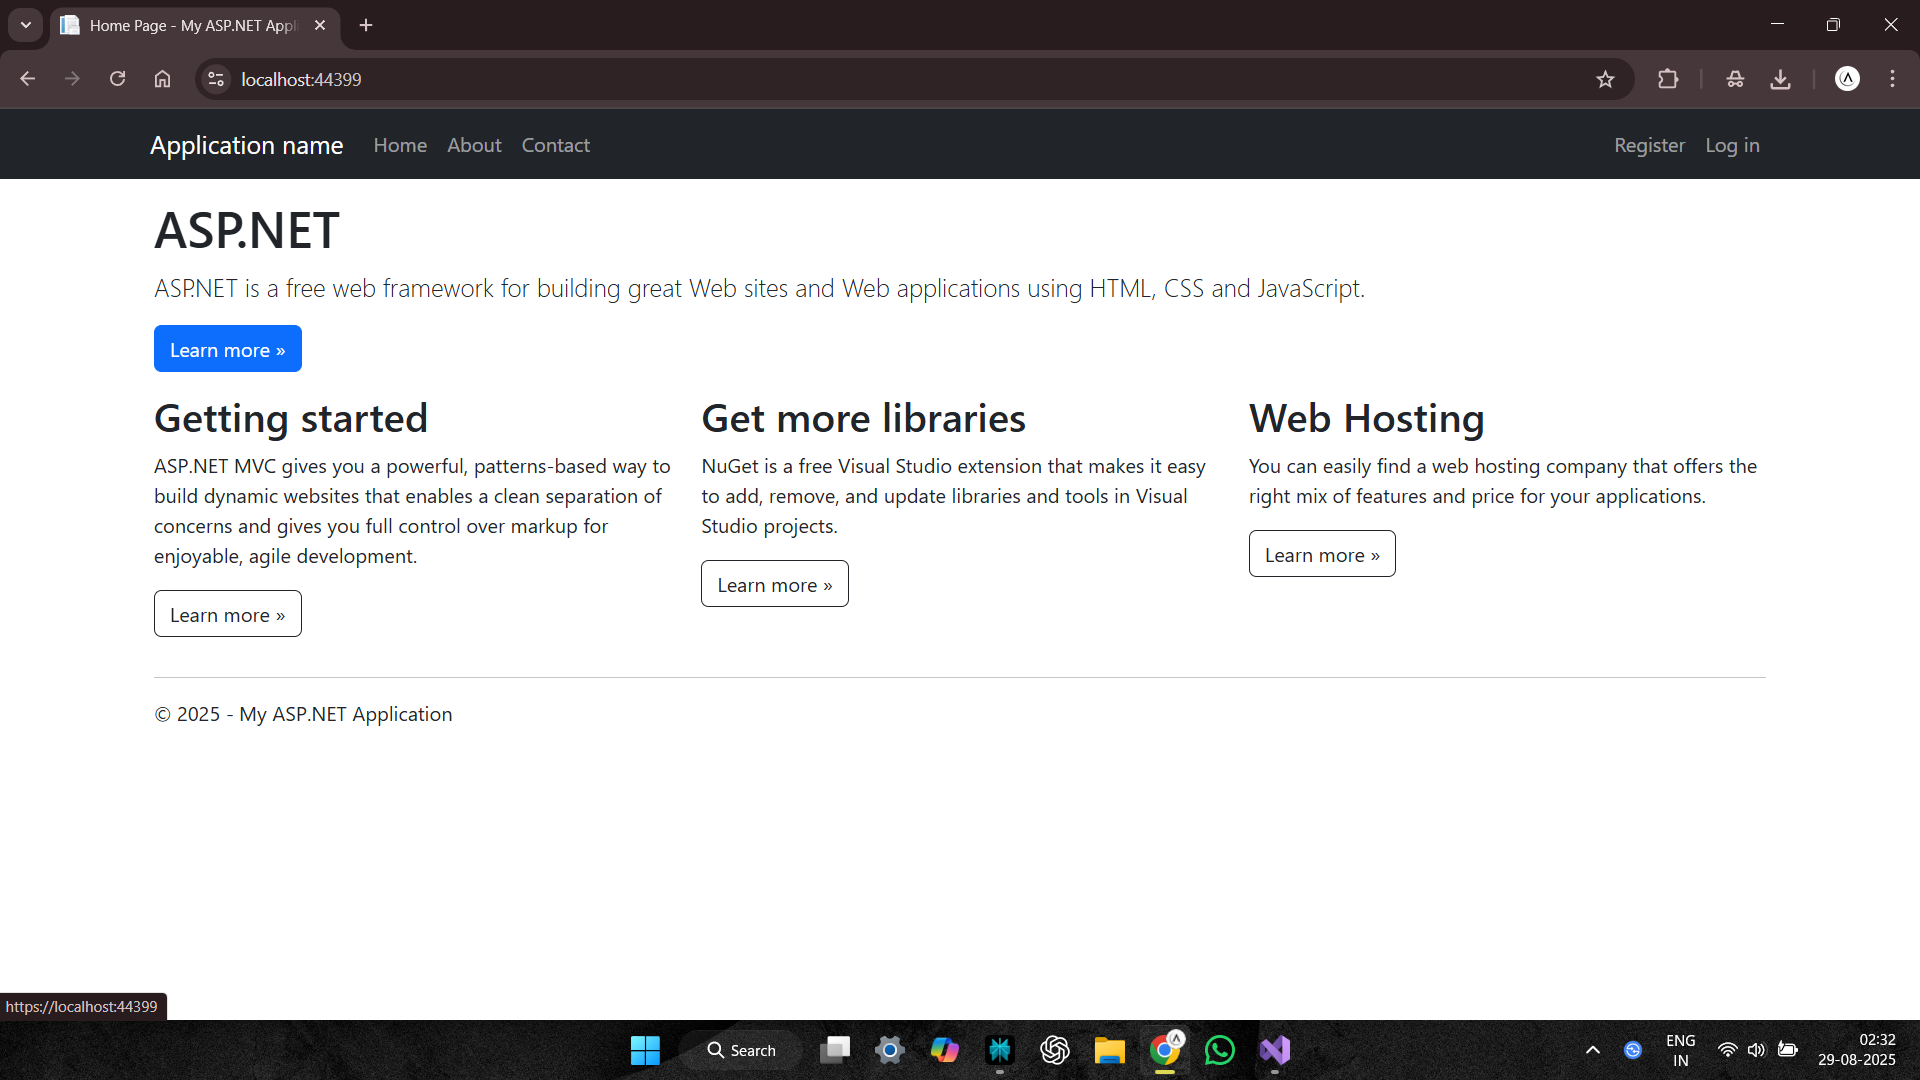 Home Page - My ASP.NET Appli
localhost:44399
Application name
Home
About
Contact
Register
Log in
ASP.NET
ASP.NET is a free web framework for building great Web sites and Web applications using HTML, CSS and JavaScript.
Learn more »
Getting started
ASP.NET MVC gives you a powerful, patterns-based way to
build dynamic websites that enables a clean separation of
concerns and gives you full control over markup for
enjoyable, agile development.
Learn more »
Get more libraries
NuGet is a free Visual Studio extension that makes it easy
to add, remove, and update libraries and tools in Visual
Studio projects.
Learn more »
Web Hosting
You can easily find a web hosting company that offers the
right mix of features and price for your applications.
Learn more »
© 2025 - My ASP.NET Application
https://localhost:44399
Search
ENG
IN
02:32
29-08-2025